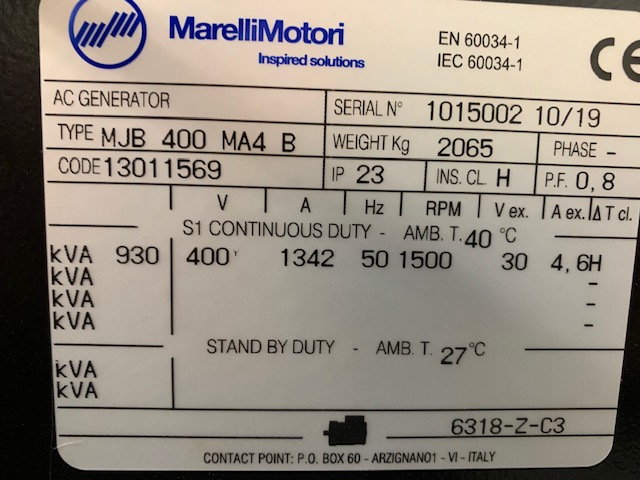 MarelliMotori
Inspired solutions
EN 60034-1
IEC 60034-1
CE
AC GENERATOR
SERIAL N° 1015002 10/19
TYPE MJB 400 MA4 B
WEIGHT Kg 2065
PHASE -
CODE 13011569
IP 23
INS. CL. H
P.F. 0,8
V A Hz RPM V ex. A ex. ΔT cl.
S1 CONTINUOUS DUTY - AMB. T. 40 °C
kVA 930 400Y 1342 50 1500 30 4,6H
kVA -
kVA -
kVA -
STAND BY DUTY - AMB. T. 27°C
kVA
kVA
6318-Z-C3
CONTACT POINT: P.O. BOX 60 - ARZIGNANO1 - VI - ITALY